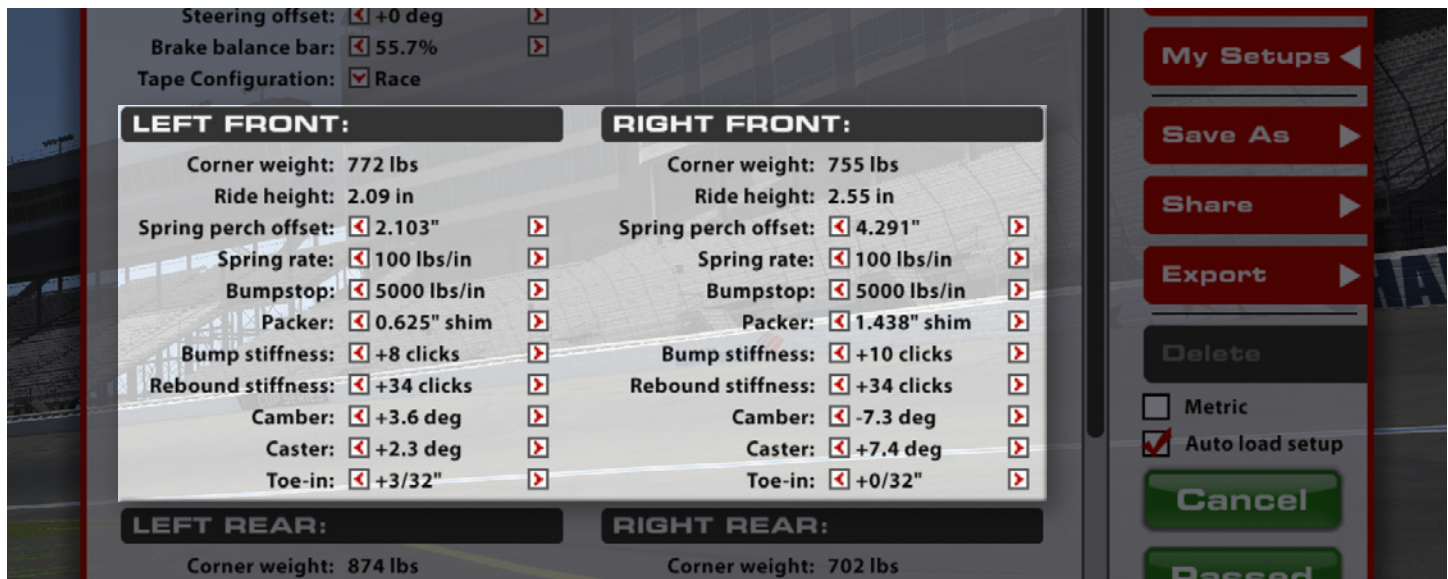 Steering offset: +0 deg
Brake balance bar: 55.7%
Tape Configuration: Race
My Setups
LEFT FRONT:
Corner weight: 772 lbs
Ride height: 2.09 in
Spring perch offset: 2.103"
Spring rate: 100 lbs/in
Bumpstop: 5000 lbs/in
Packer: 0.625" shim
Bump stiffness: +8 clicks
Rebound stiffness: +34 clicks
Camber: +3.6 deg
Caster: +2.3 deg
Toe-in: +3/32"
RIGHT FRONT:
Corner weight: 755 lbs
Ride height: 2.55 in
Spring perch offset: 4.291"
Spring rate: 100 lbs/in
Bumpstop: 5000 lbs/in
Packer: 1.438" shim
Bump stiffness: +10 clicks
Rebound stiffness: +34 clicks
Camber: -7.3 deg
Caster: +7.4 deg
Toe-in: +0/32"
LEFT REAR:
Corner weight: 874 lbs
RIGHT REAR:
Corner weight: 702 lbs
Save As
Share
Export
Delete
Metric
Auto load setup
Cancel
Passed